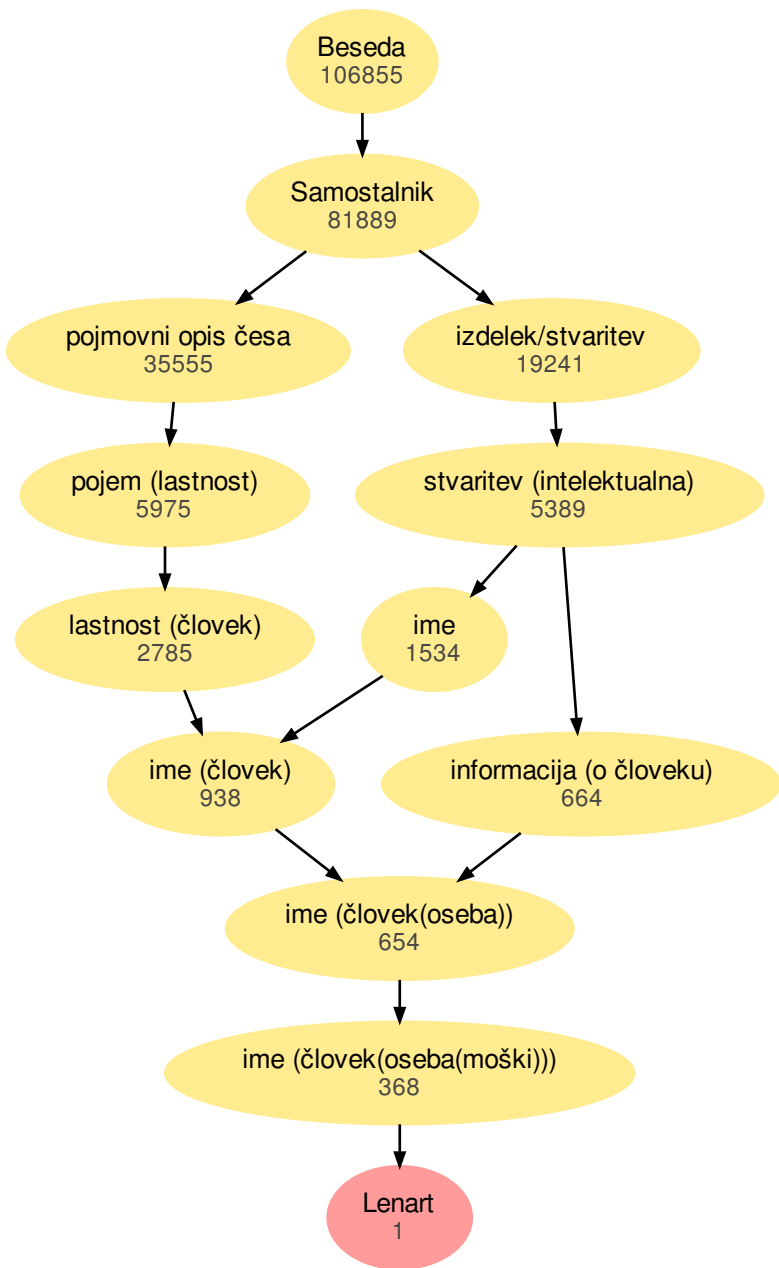 Beseda
106855
Samostalnik
81889
pojmovni opis česa
35555
izdelek/stvaritev
19241
pojem (lastnost)
5975
stvaritev (intelektualna)
5389
lastnost (človek)
2785
ime
1534
ime (človek)
938
informacija (o človeku)
664
ime (človek(oseba))
654
ime (človek(oseba(moški)))
368
Lenart
1